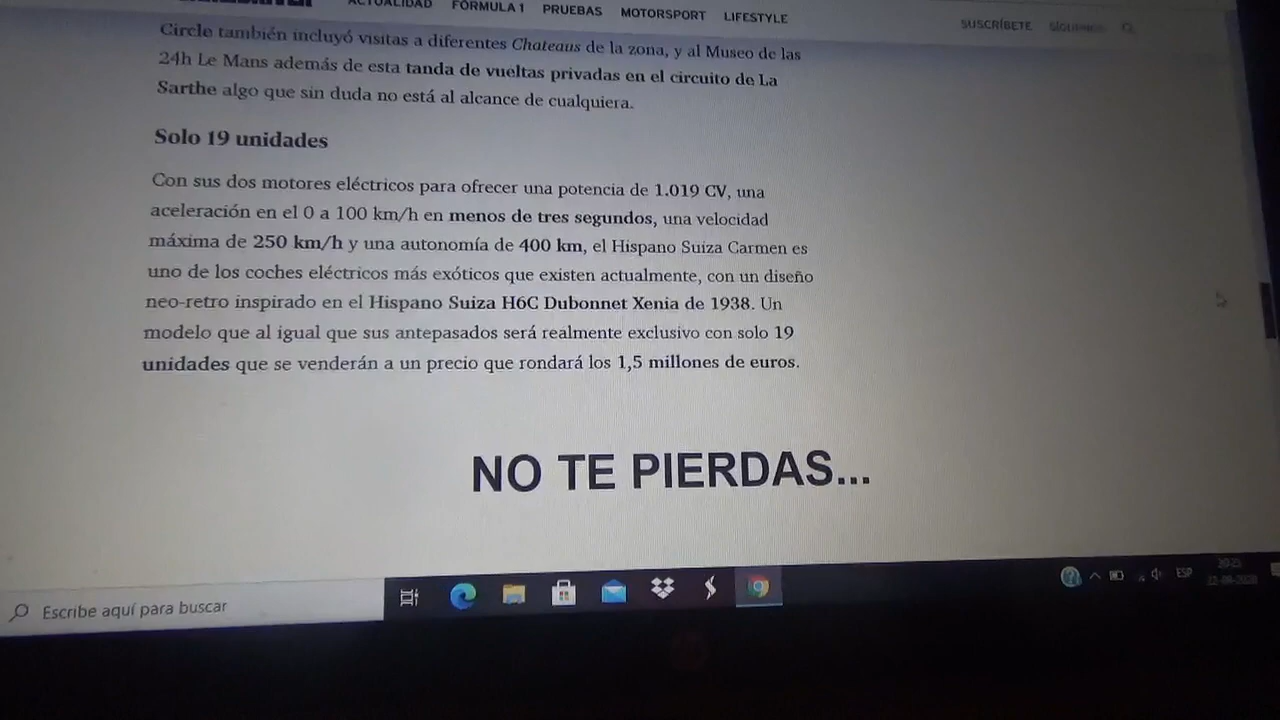 ACTUALIDAD FÓRMULA 1 PRUEBAS MOTORSPORT LIFESTYLE SUSCRÍBETE
Circle también incluyó visitas a diferentes Chateaus de la zona, y al Museo de las
24h Le Mans además de esta tanda de vueltas privadas en el circuito de La
Sarthe algo que sin duda no está al alcance de cualquiera.
Solo 19 unidades
Con sus dos motores eléctricos para ofrecer una potencia de 1.019 CV, una
aceleración en el 0 a 100 km/h en menos de tres segundos, una velocidad
máxima de 250 km/h y una autonomía de 400 km, el Hispano Suiza Carmen es
uno de los coches eléctricos más exóticos que existen actualmente, con un diseño
neo-retro inspirado en el Hispano Suiza H6C Dubonnet Xenia de 1938. Un
modelo que al igual que sus antepasados será realmente exclusivo con solo 19
unidades que se venderán a un precio que rondará los 1,5 millones de euros.
NO TE PIERDAS...
Escribe aquí para buscar
ESP